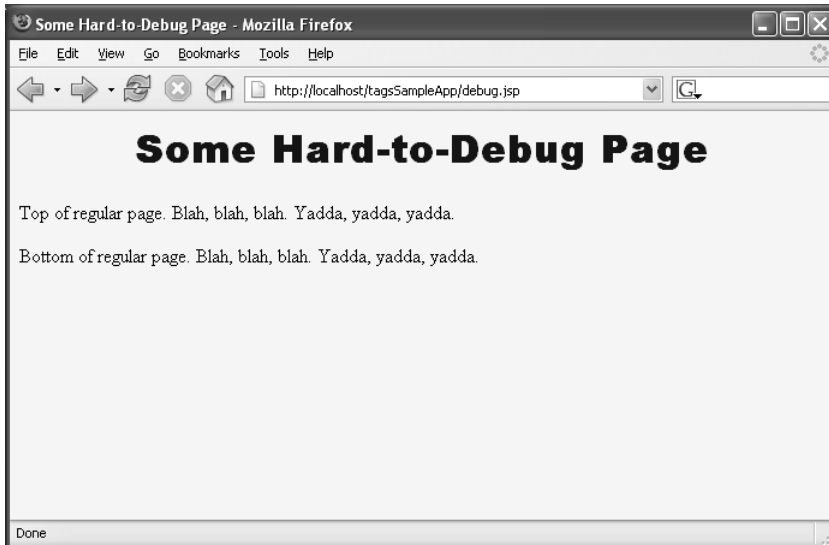 Some Hard-to-Debug Page - Mozilla Firefox
File Edit View Go Bookmarks Tools Help
http://localhost/tagsSampleApp/debug.jsp G
Some Hard-to-Debug Page
Top of regular page. Blah, blah, blah. Yadda, yadda, yadda.
Bottom of regular page. Blah, blah, blah. Yadda, yadda, yadda.
Done